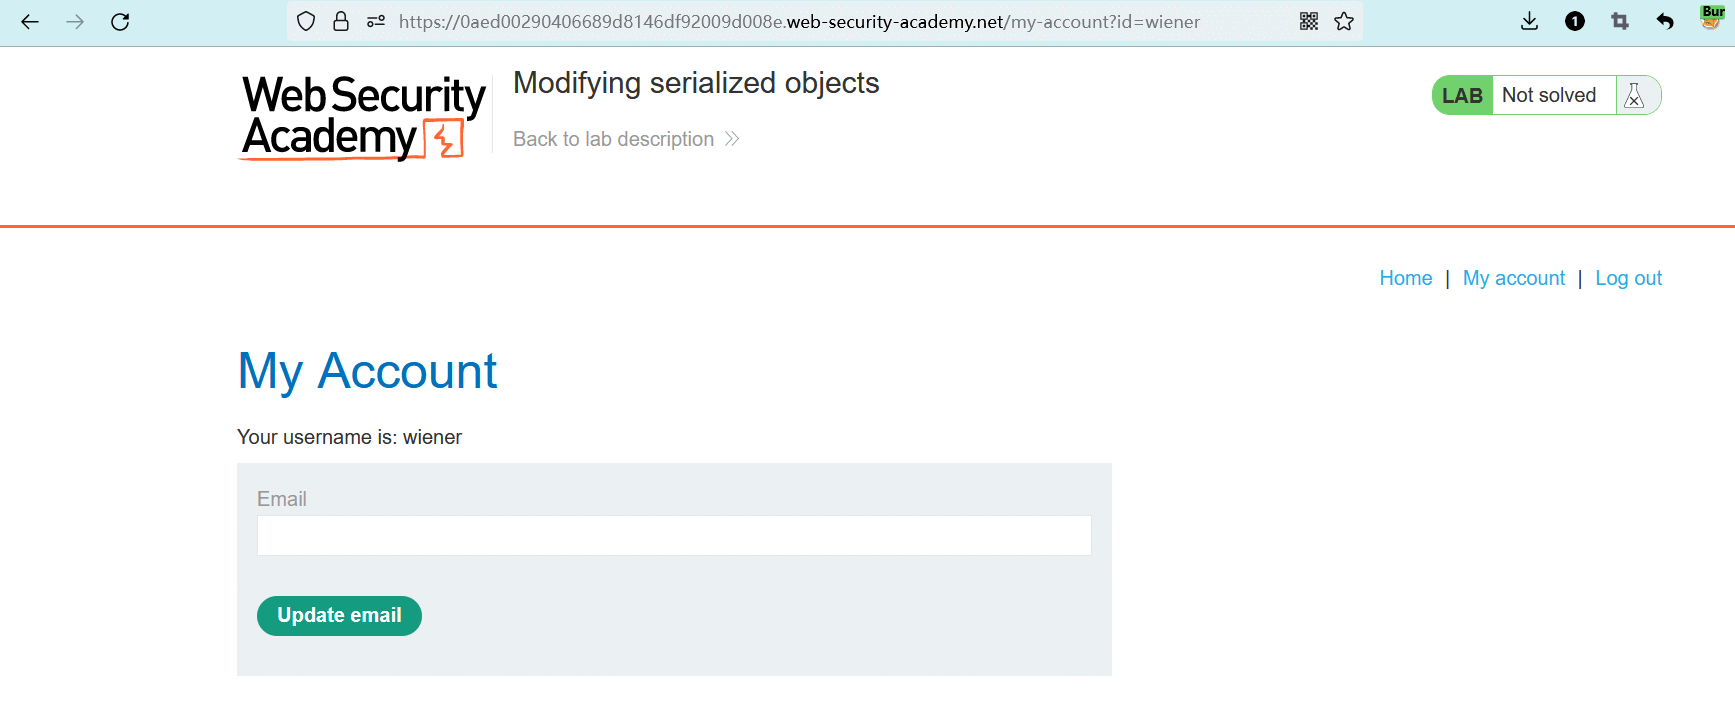 https://0aed00290406689d8146df92009d008e.web-security-academy.net/my-account?id=wiener
1
Bur
Web Security
Academy
Modifying serialized objects
Back to lab description
LAB Not solved
Home | My account | Log out
My Account
Your username is: wiener
Email
Update email